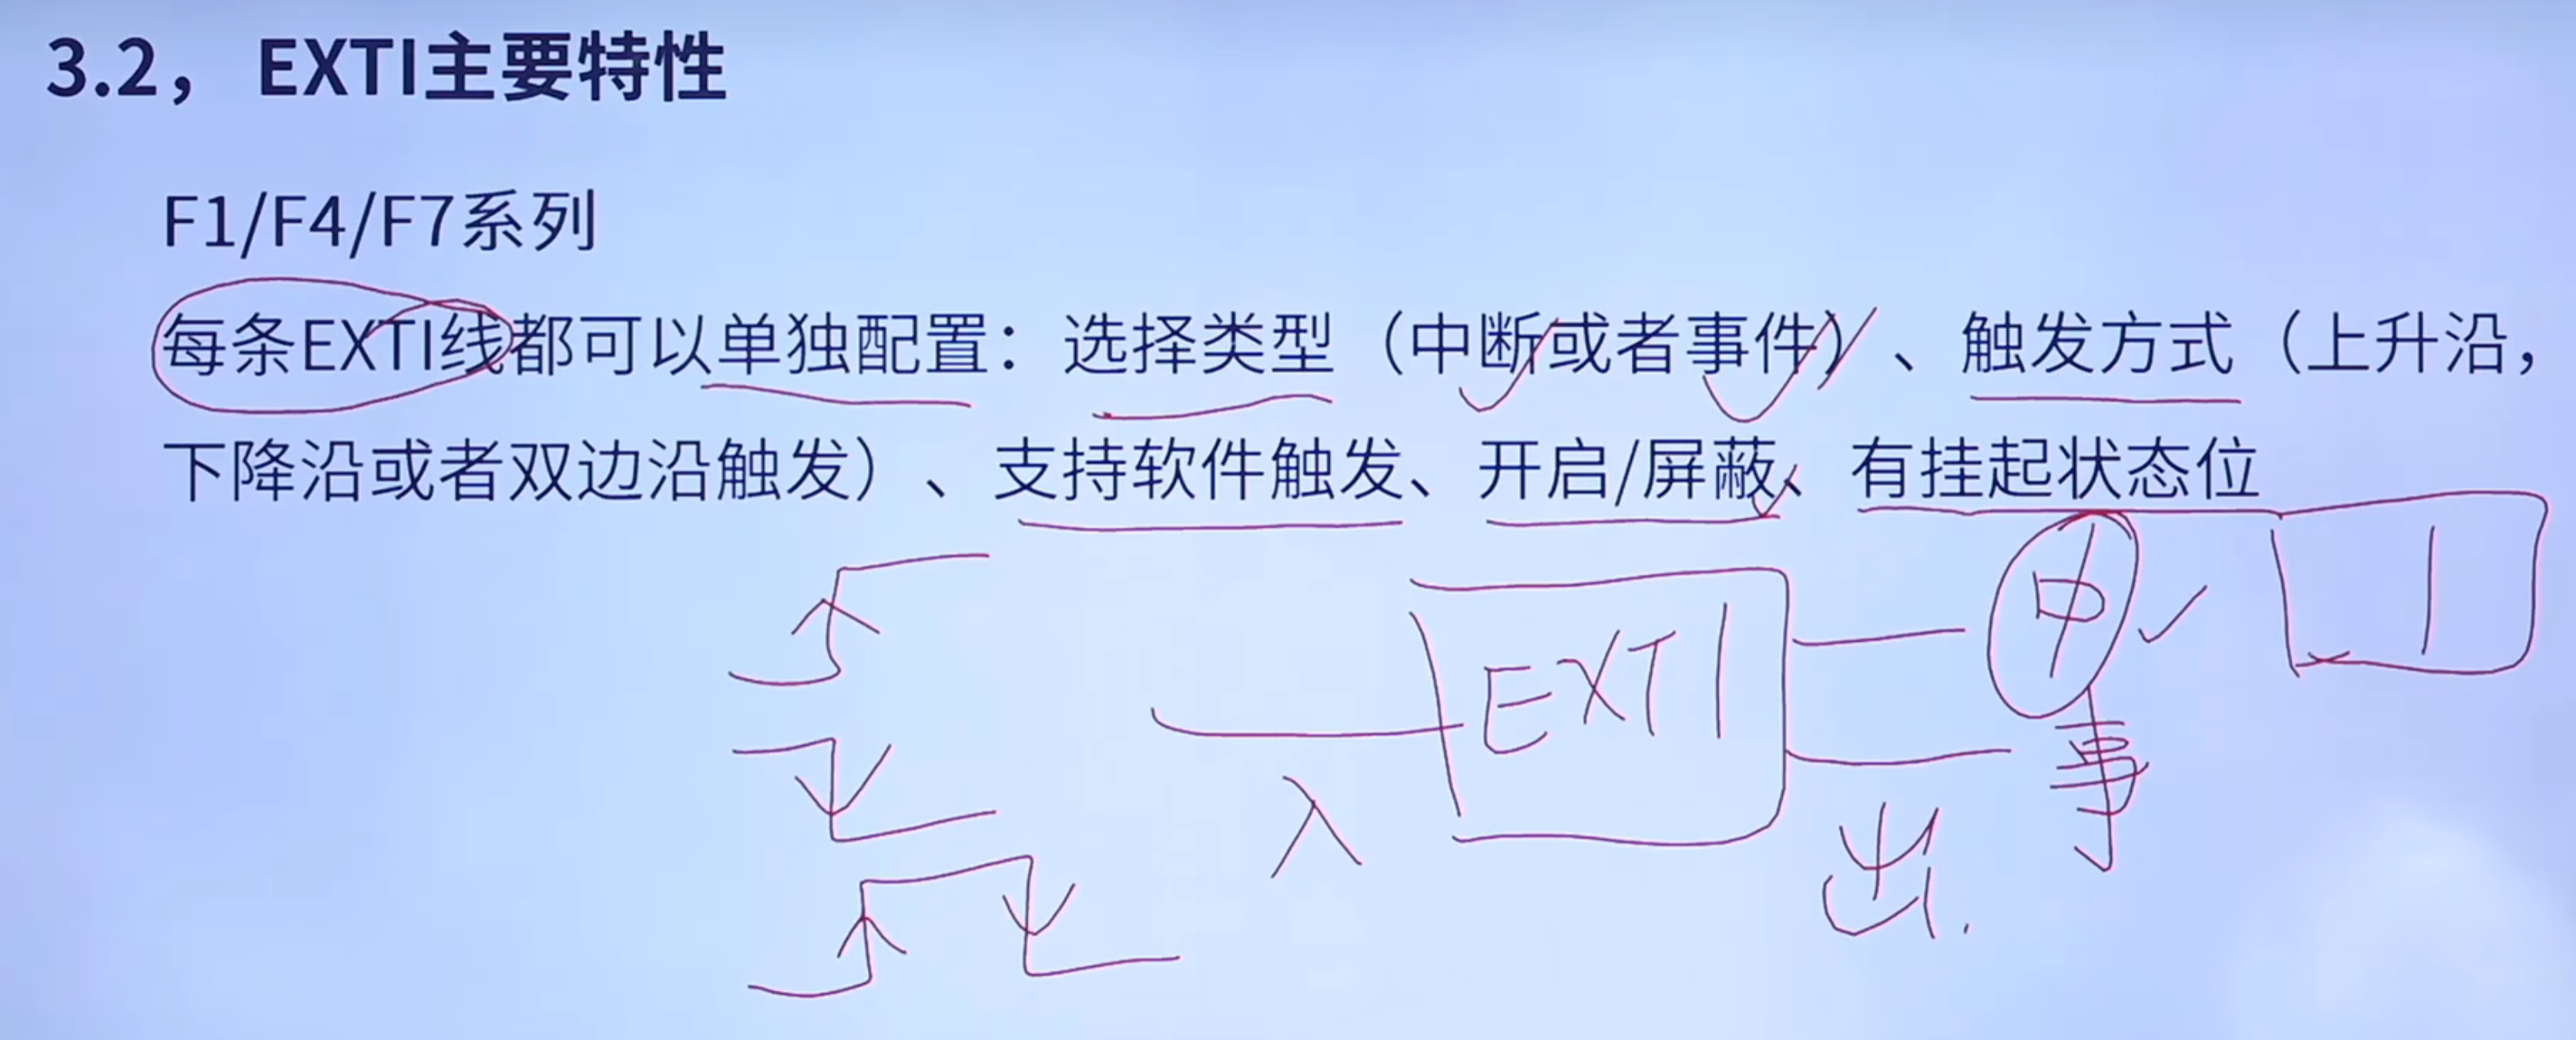 3.2， EXTI主要特性
F1/F4/F7系列
每条EXTI线都可以单独配置：选择类型（中断或者事件）、触发方式（上升沿，
下降沿或者双边沿触发）、支持软件触发、开启/屏蔽、有挂起状态位
中
1
EXTI
事
入
出